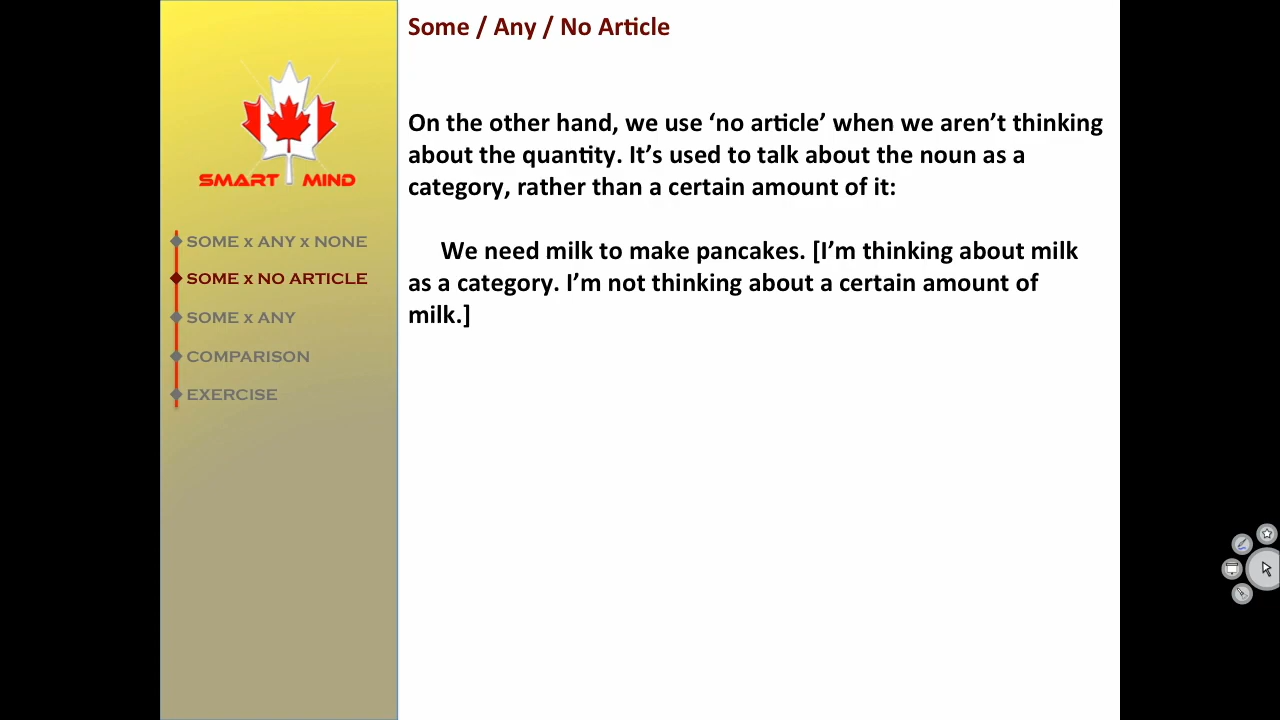 Some / Any / No Article
SMART MIND
SOME x ANY x NONE
SOME x NO ARTICLE
SOME x ANY
COMPARISON
EXERCISE
On the other hand, we use ‘no article’ when we aren’t thinking
about the quantity. It’s used to talk about the noun as a
category, rather than a certain amount of it:
We need milk to make pancakes. [I’m thinking about milk
as a category. I’m not thinking about a certain amount of
milk.]